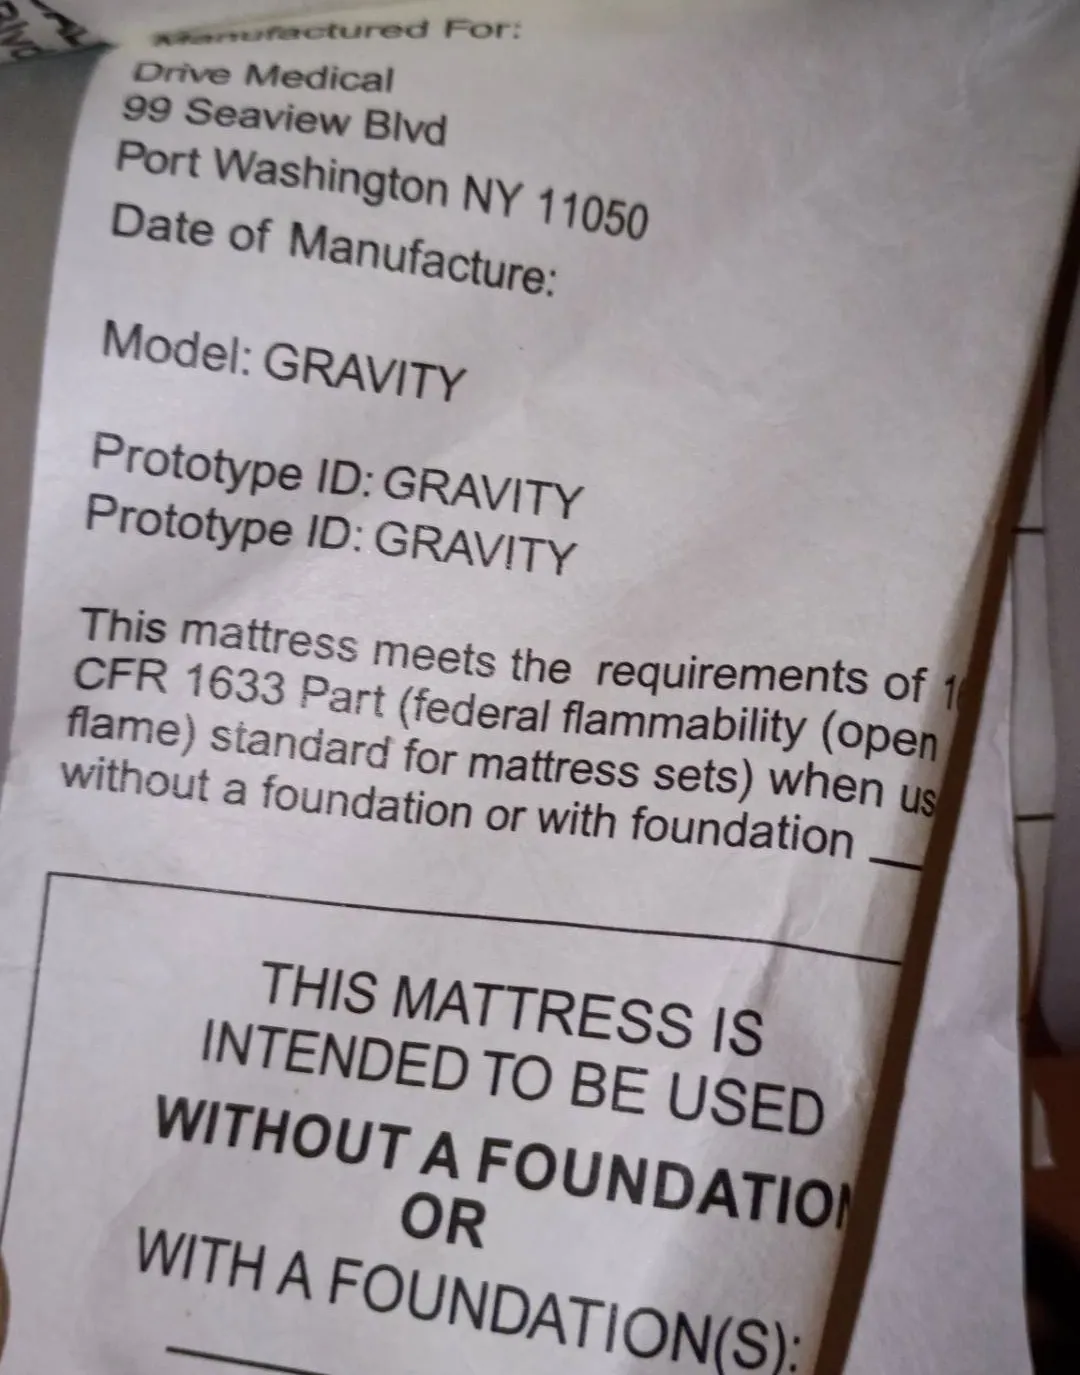 Blvd
Manufactured For:
Drive Medical
99 Seaview Blvd
Port Washington NY 11050
Date of Manufacture:
Model: GRAVITY
Prototype ID: GRAVITY
Prototype ID: GRAVITY
This mattress meets the requirements of
CFR 1633 Part (federal flammability (open
flame) standard for mattress sets) when us
without a foundation or with foundation
THIS MATTRESS IS
INTENDED TO BE USED
WITHOUT A FOUNDATION
OR
WITH A FOUNDATION(S):